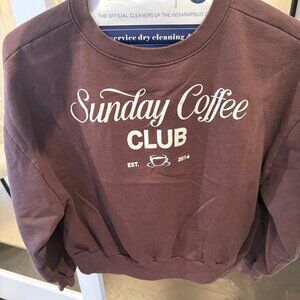 THE OFFICIAL CLEANERS OF THE INDIANAPOLIS C
service dry cleaning &
Sunday Coffee
CLUB
EST. 2014